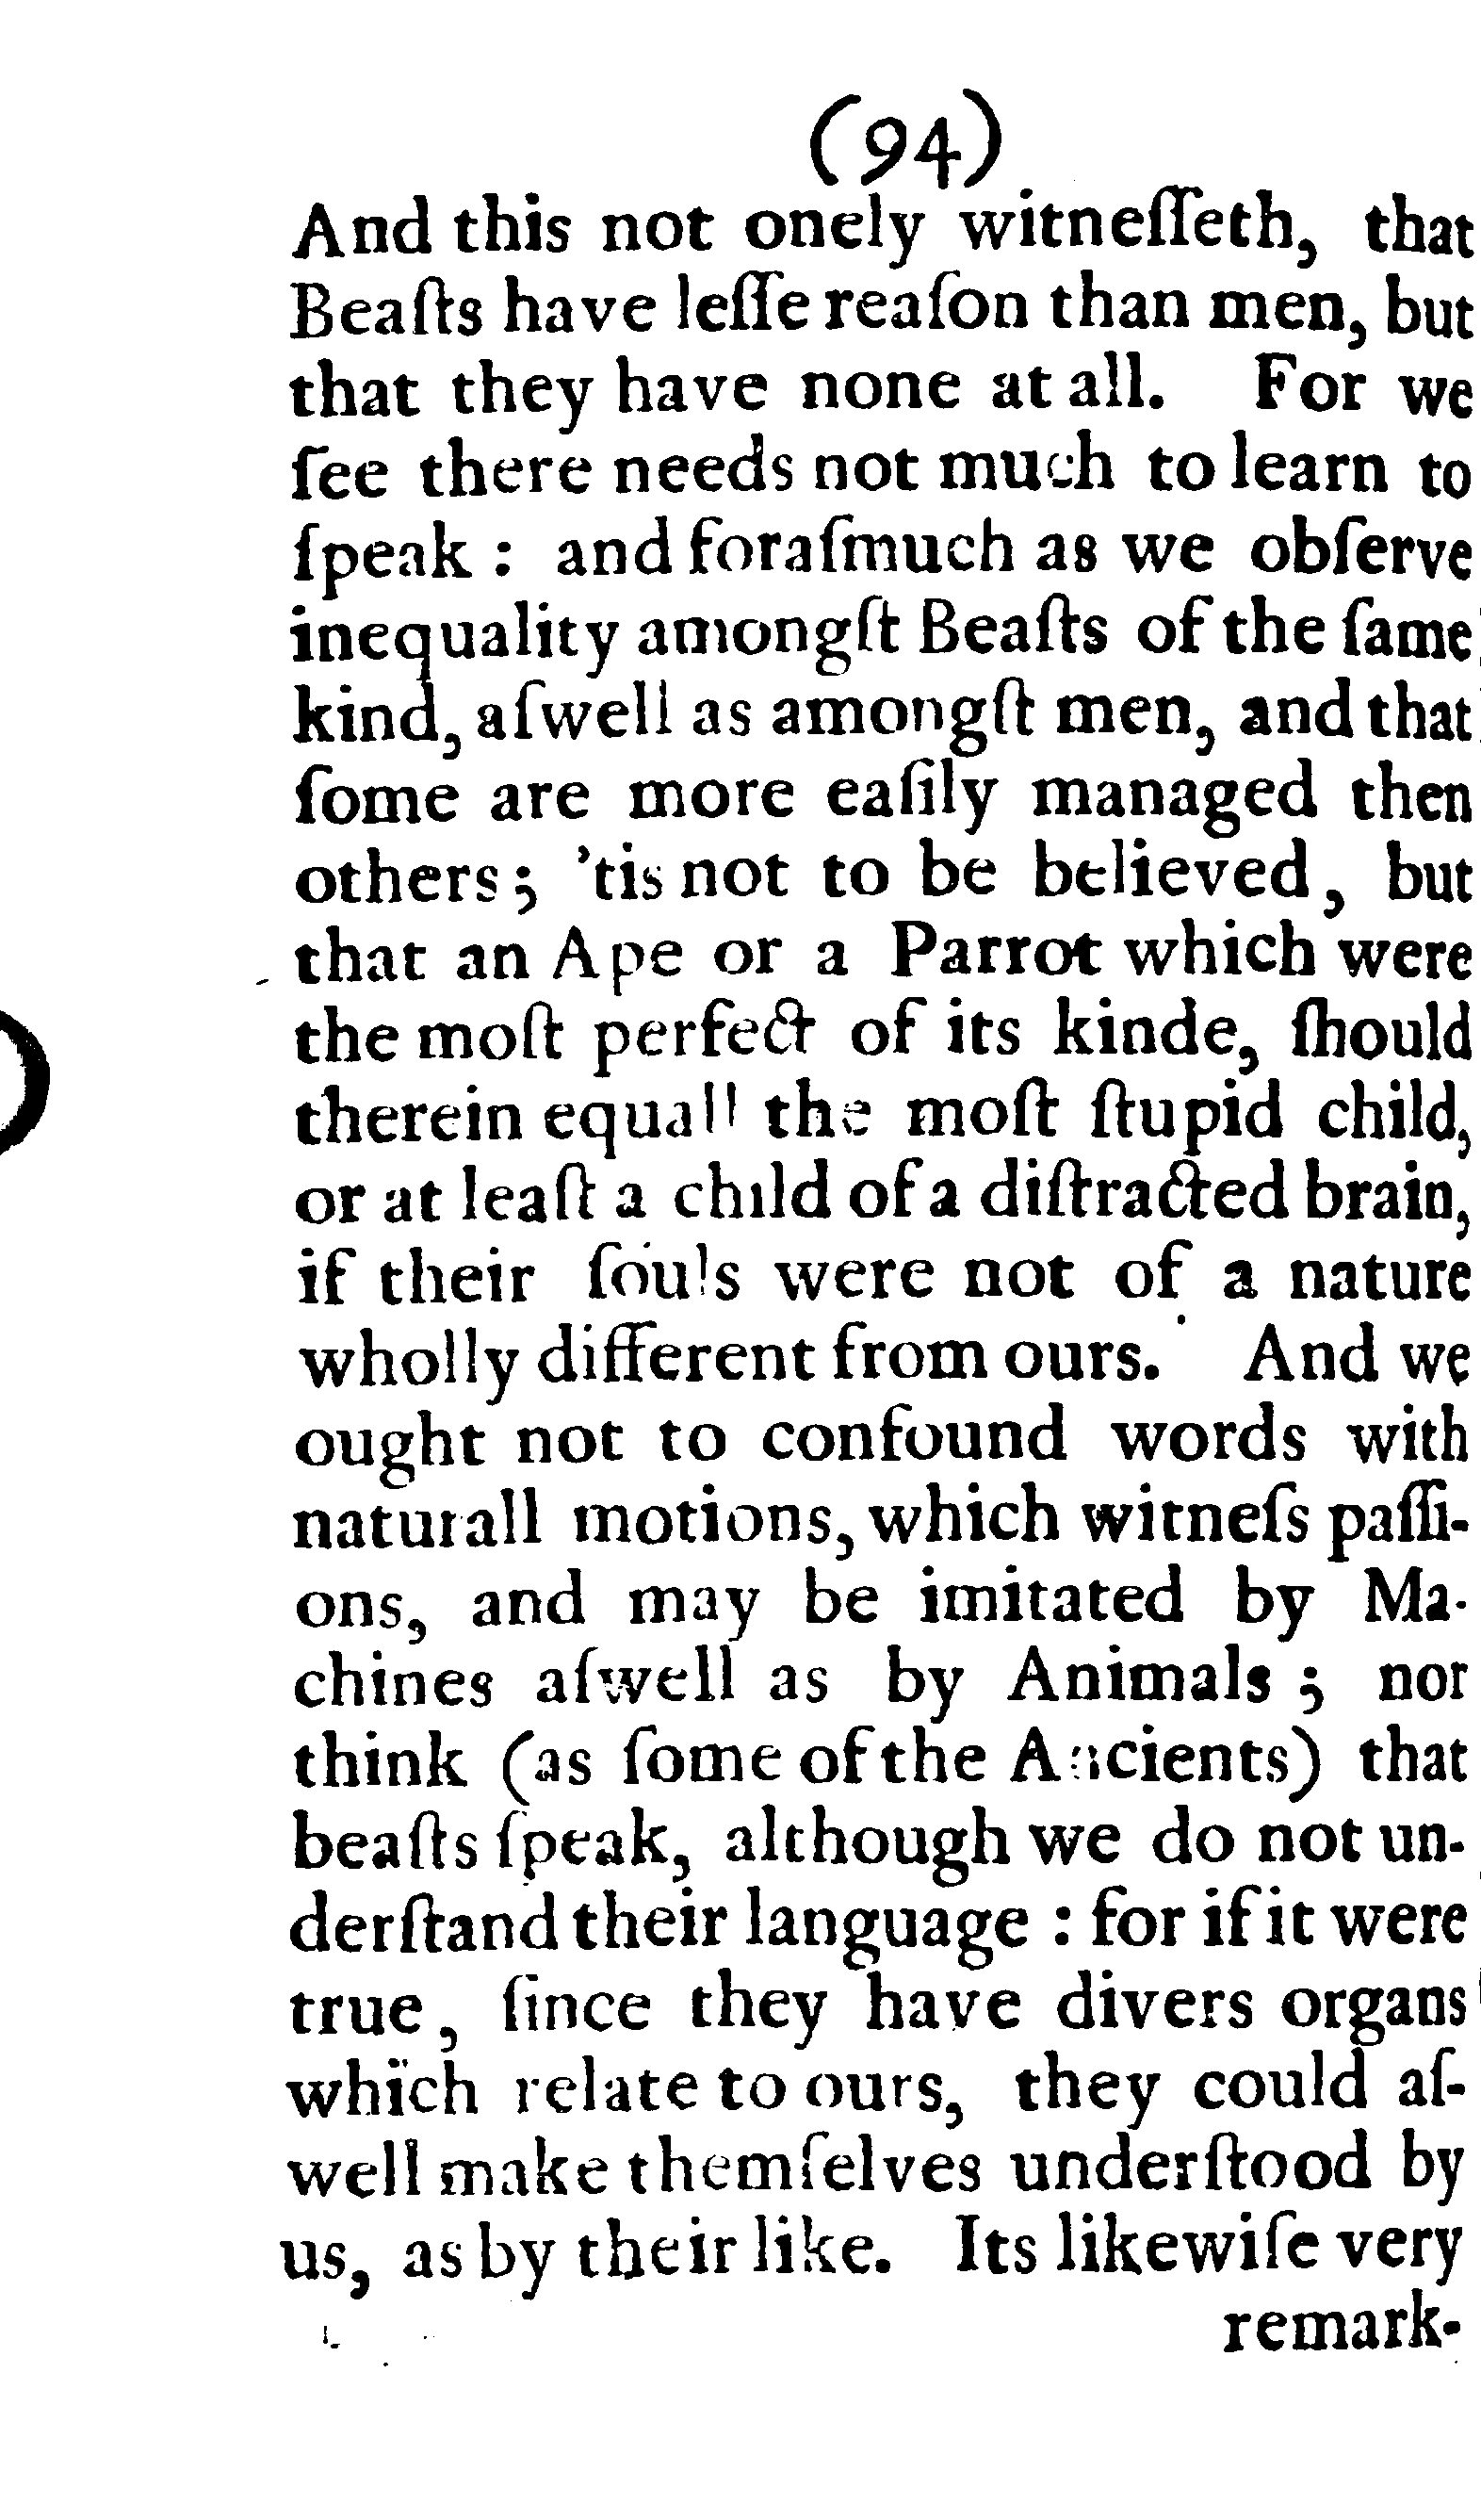 (94)
And this not onely witneſſeth, that
Beaſts have leſſe reaſon than men, but
that they have none at all. For we
ſee there needs not much to learn to
ſpeak : and foraſmuch as we obſerve
inequality amongſt Beaſts of the ſame
kind, aſwell as amongſt men, and that
ſome are more eaſily managed then
others; 'tis not to be believed, but
that an Ape or a Parrot which were
the moſt perfect of its kinde, ſhould
therein equall the moſt ſtupid child,
or at leaſt a child of a diſtracted brain,
if their ſouls were not of a nature
wholly different from ours. And we
ought not to confound words with
naturall motions, which witneſs paſſi-
ons, and may be imitated by Ma-
chines aſwell as by Animals ; nor
think (as ſome of the Ancients) that
beaſts ſpeak, although we do not un-
derſtand their language : for if it were
true, ſince they have divers organs
which relate to ours, they could aſ-
well make themſelves underſtood by
us, as by their like. Its likewiſe very
remark-